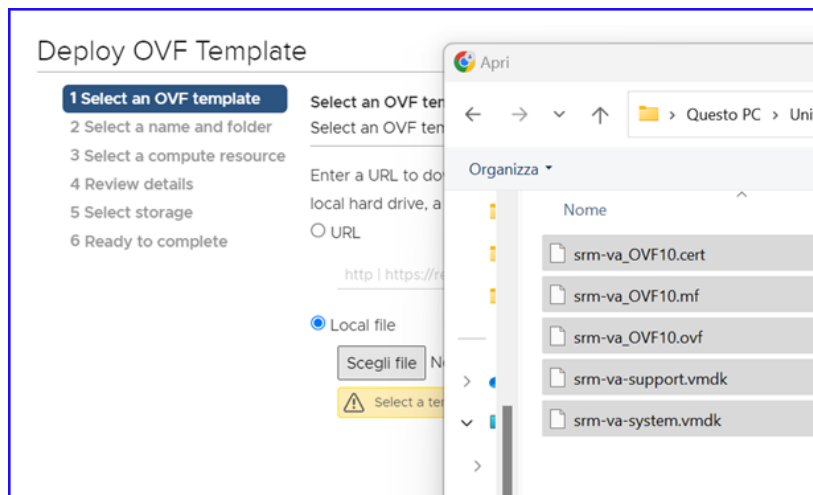 Deploy OVF Template
1 Select an OVF template
2 Select a name and folder
3 Select a compute resource
4 Review details
5 Select storage
6 Ready to complete
Select an OVF
Select an OVF
Enter a URL to
local hard drive, a
URL
http | https://
Local file
Scegli file
Select a
Apri
Questo PC
Organizza
Nome
srm-va_OVF10.cert
srm-va_OVF10.mf
srm-va_OVF10.ovf
srm-va-support.vmdk
srm-va-system.vmdk